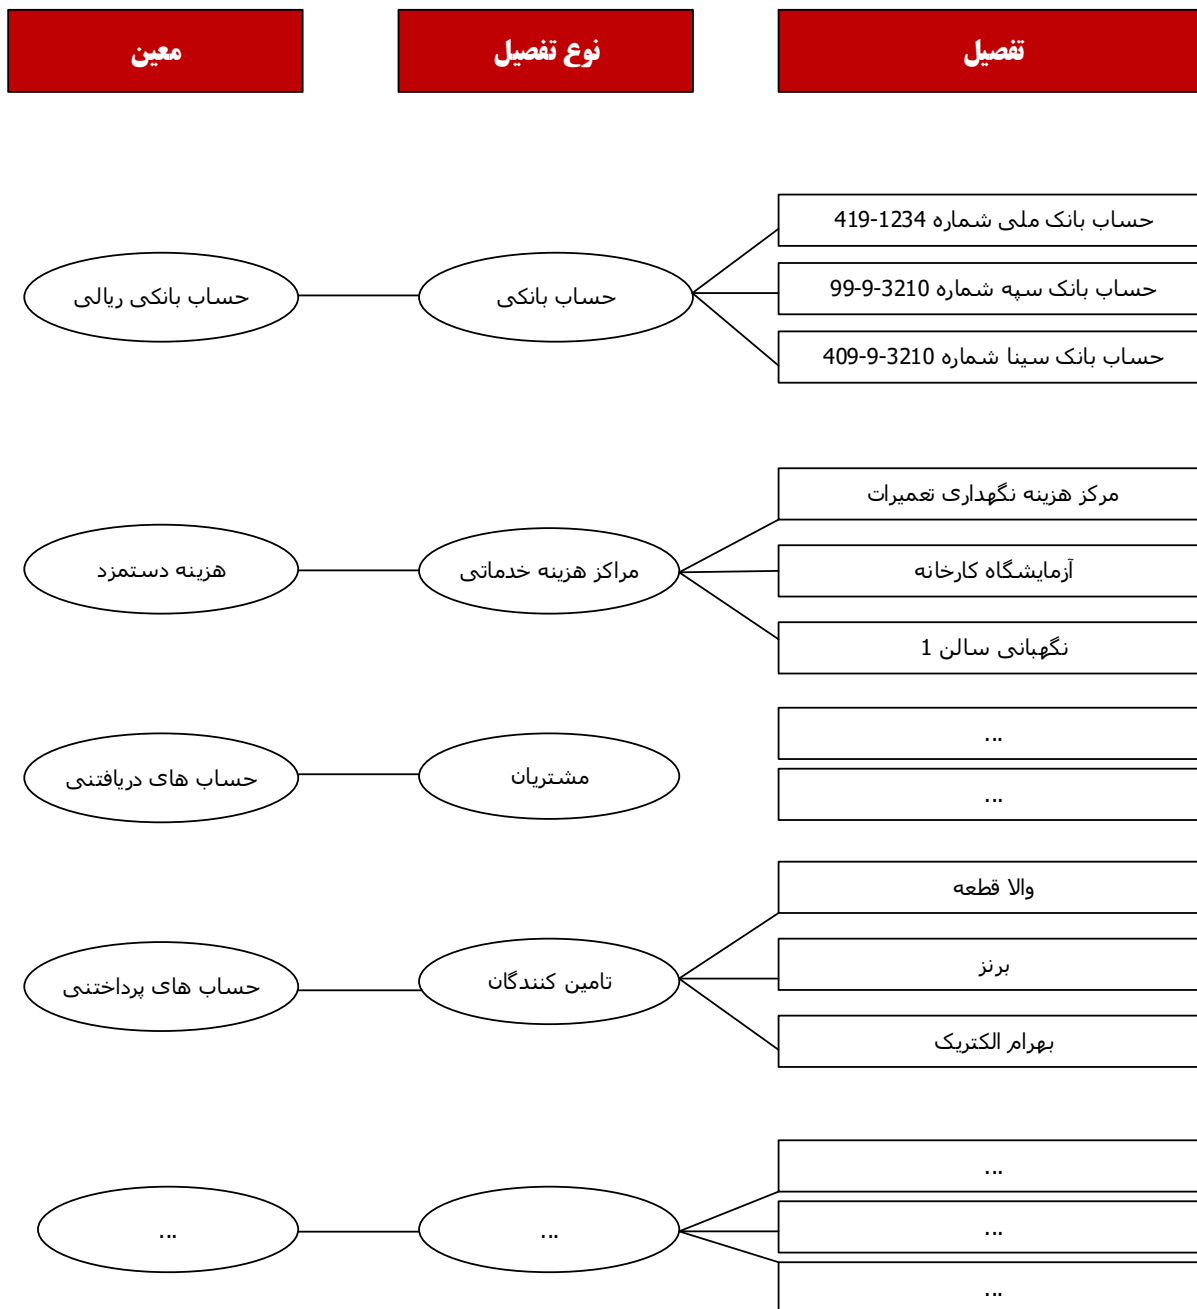 معین
نوع تفصیل
تفصیل
حساب بانکی ریالی
حساب بانکی
حساب بانک ملی شماره 1234-419
حساب بانک سپه شماره 3210-9-99
حساب بانک سینا شماره 3210-9-409
هزینه دستمزد
مراکز هزینه خدماتی
مرکز هزینه نگهداری تعمیرات
آزمایشگاه کارخانه
نگهبانی سالن 1
حساب های دریافتنی
مشتریان
...
...
حساب های پرداختنی
تامین کنندگان
والا قطعه
برنز
بهرام الکتریک
...
...
...
...
...